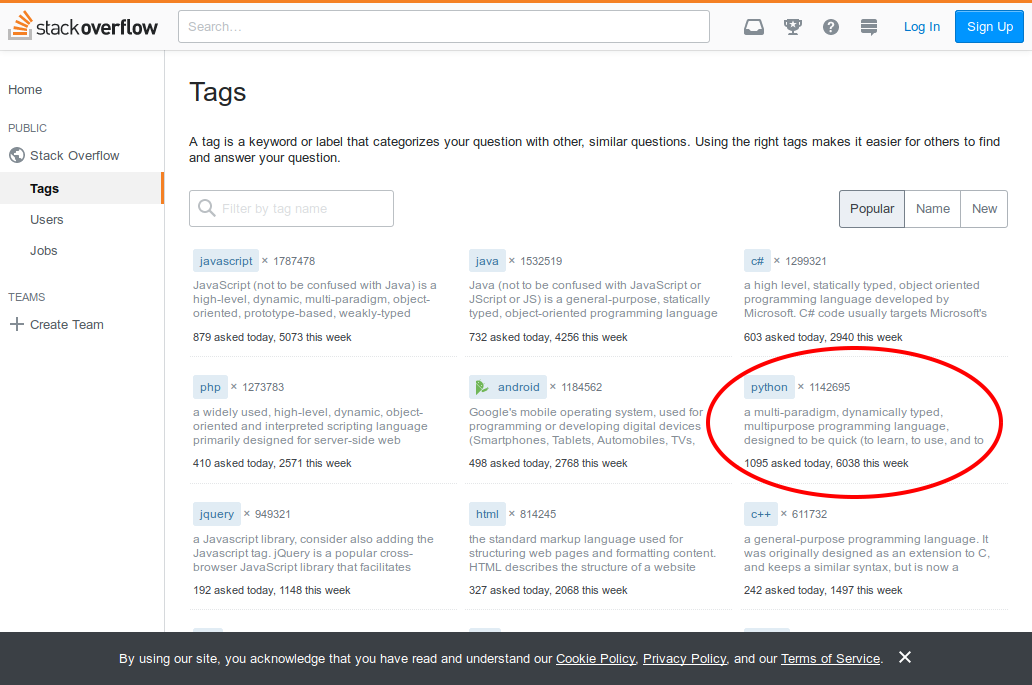 stackoverflow Search... Log In Sign Up
Home
PUBLIC
Stack Overflow
Tags
Users
Jobs
TEAMS
Create Team
Tags
A tag is a keyword or label that categorizes your question with other, similar questions. Using the right tags makes it easier for others to find
and answer your question.
Filter by tag name
Popular Name New
javascript × 1787478
JavaScript (not to be confused with Java) is a
high-level, dynamic, multi-paradigm, object-
oriented, prototype-based, weakly-typed
879 asked today, 5073 this week
java × 1532519
Java (not to be confused with JavaScript or
JScript or JS) is a general-purpose, statically
typed, object-oriented programming language
732 asked today, 4256 this week
c# × 1299321
a high level, statically typed, object oriented
programming language developed by
Microsoft. C# code usually targets Microsoft's
603 asked today, 2940 this week
php × 1273783
a widely used, high-level, dynamic, object-
oriented and interpreted scripting language
primarily designed for server-side web
410 asked today, 2571 this week
android × 1184562
Google's mobile operating system, used for
programming or developing digital devices
(Smartphones, Tablets, Automobiles, TVs,
498 asked today, 2768 this week
python × 1142695
a multi-paradigm, dynamically typed,
multipurpose programming language,
designed to be quick (to learn, to use, and to
1095 asked today, 6038 this week
jquery × 949321
a Javascript library, consider also adding the
Javascript tag. jQuery is a popular cross-
browser JavaScript library that facilitates
192 asked today, 1148 this week
html × 814245
the standard markup language used for
structuring web pages and formatting content.
HTML describes the structure of a website
327 asked today, 2068 this week
c++ × 611732
a general-purpose programming language. It
was originally designed as an extension to C,
and keeps a similar syntax, but is now a
242 asked today, 1497 this week
By using our site, you acknowledge that you have read and understand our Cookie Policy, Privacy Policy, and our Terms of Service.